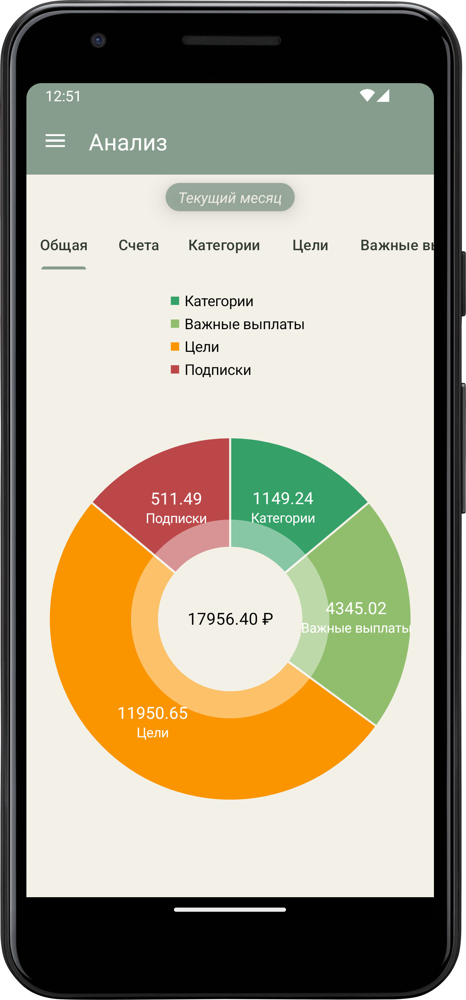 12:51
Анализ
Текущий месяц
Общая Счета Категории Цели Важные вы
Категории
Важные выплаты
Цели
Подписки
511.49 1149.24
Подписки Категории
4345.02
17956.40 ₽
Важные выплаты
11950.65
Цели